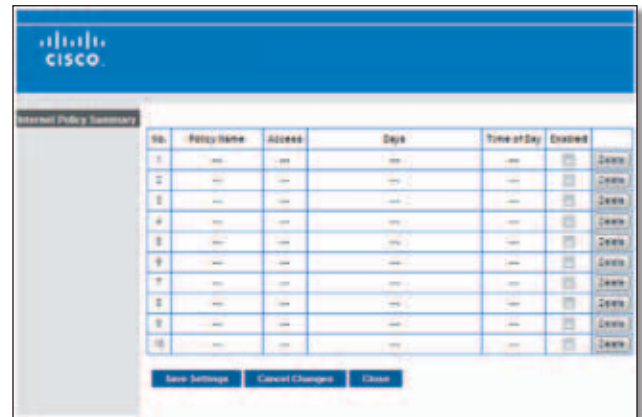 CISCO
Internet Policy Summary
No. Policy Name Access Days Time of Day Enabled
1 --- --- --- --- Delete
2 --- --- --- --- Delete
3 --- --- --- --- Delete
4 --- --- --- --- Delete
5 --- --- --- --- Delete
6 --- --- --- --- Delete
7 --- --- --- --- Delete
8 --- --- --- --- Delete
9 --- --- --- --- Delete
10 --- --- --- --- Delete
Save Settings Cancel Changes Close